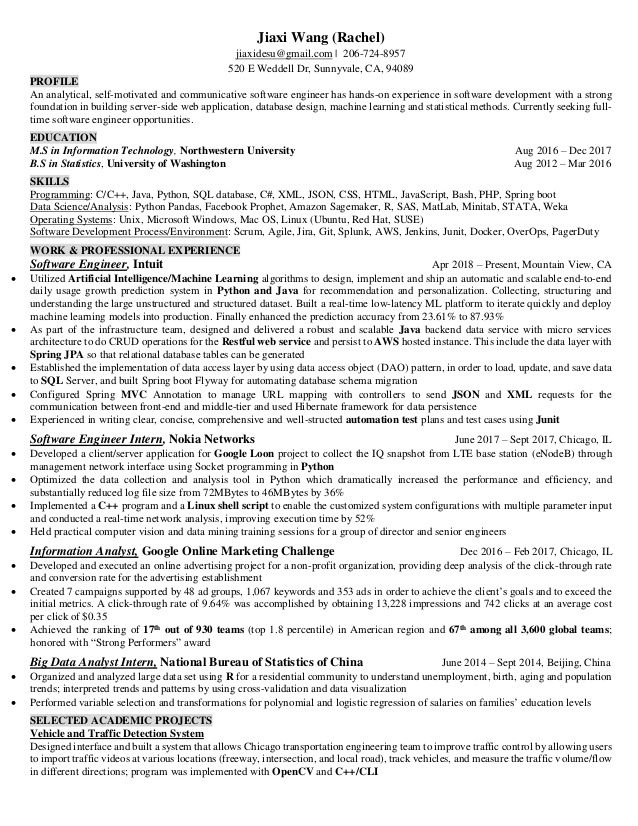 Jiaxi Wang (Rachel)
jiaxidesu@gmail.com | 206-724-8957
520 E Weddell Dr, Sunnyvale, CA, 94089
PROFILE
An analytical, self-motivated and communicative software engineer has hands-on experience in software development with a strong
foundation in building server-side web application, database design, machine learning and statistical methods. Currently seeking full-
time software engineer opportunities.
EDUCATION
M.S in Information Technology, Northwestern University Aug 2016 – Dec 2017
B.S in Statistics, University of Washington Aug 2012 – Mar 2016
SKILLS
Programming: C/C++, Java, Python, SQL database, C#, XML, JSON, CSS, HTML, JavaScript, Bash, PHP, Spring boot
Data Science/Analysis: Python Pandas, Facebook Prophet, Amazon Sagemaker, R, SAS, MatLab, Minitab, STATA, Weka
Operating Systems: Unix, Microsoft Windows, Mac OS, Linux (Ubuntu, Red Hat, SUSE)
Software Development Process/Environment: Scrum, Agile, Jira, Git, Splunk, AWS, Jenkins, Junit, Docker, OverOps, PagerDuty
WORK & PROFESSIONAL EXPERIENCE
Software Engineer, Intuit Apr 2018 – Present, Mountain View, CA
• Utilized Artificial Intelligence/Machine Learning algorithms to design, implement and ship an automatic and scalable end-to-end
daily usage growth prediction system in Python and Java for recommendation and personalization. Collecting, structuring and
understanding the large unstructured and structured dataset. Built a real-time low-latency ML platform to iterate quickly and deploy
machine learning models into production. Finally enhanced the prediction accuracy from 23.61% to 87.93%
• As part of the infrastructure team, designed and delivered a robust and scalable Java backend data service with micro services
architecture to do CRUD operations for the Restful web service and persist to AWS hosted instance. This include the data layer with
Spring JPA so that relational database tables can be generated
• Established the implementation of data access layer by using data access object (DAO) pattern, in order to load, update, and save data
to SQL Server, and built Spring boot Flyway for automating database schema migration
• Configured Spring MVC Annotation to manage URL mapping with controllers to send JSON and XML requests for the
communication between front-end and middle-tier and used Hibernate framework for data persistence
• Experienced in writing clear, concise, comprehensive and well-structed automation test plans and test cases using Junit
Software Engineer Intern, Nokia Networks June 2017 – Sept 2017, Chicago, IL
• Developed a client/server application for Google Loon project to collect the IQ snapshot from LTE base station (eNodeB) through
management network interface using Socket programming in Python
• Optimized the data collection and analysis tool in Python which dramatically increased the performance and efficiency, and
substantially reduced log file size from 72MBytes to 46MBytes by 36%
• Implemented a C++ program and a Linux shell script to enable the customized system configurations with multiple parameter input
and conducted a real-time network analysis, improving execution time by 52%
• Held practical computer vision and data mining training sessions for a group of director and senior engineers
Information Analyst, Google Online Marketing Challenge Dec 2016 – Feb 2017, Chicago, IL
• Developed and executed an online advertising project for a non-profit organization, providing deep analysis of the click-through rate
and conversion rate for the advertising establishment
• Created 7 campaigns supported by 48 ad groups, 1,067 keywords and 353 ads in order to achieve the client's goals and to exceed the
initial metrics. A click-through rate of 9.64% was accomplished by obtaining 13,228 impressions and 742 clicks at an average cost
per click of $0.35
• Achieved the ranking of 17th out of 930 teams (top 1.8 percentile) in American region and 67th among all 3,600 global teams;
honored with “Strong Performers” award
Big Data Analyst Intern, National Bureau of Statistics of China June 2014 – Sept 2014, Beijing, China
• Organized and analyzed large data set using R for a residential community to understand unemployment, birth, aging and population
trends; interpreted trends and patterns by using cross-validation and data visualization
• Performed variable selection and transformations for polynomial and logistic regression of salaries on families’ education levels
SELECTED ACADEMIC PROJECTS
Vehicle and Traffic Detection System
Designed interface and built a system that allows Chicago transportation engineering team to improve traffic control by allowing users
to import traffic videos at various locations (freeway, intersection, and local road), track vehicles, and measure the traffic volume/flow
in different directions; program was implemented with OpenCV and C++/CLI